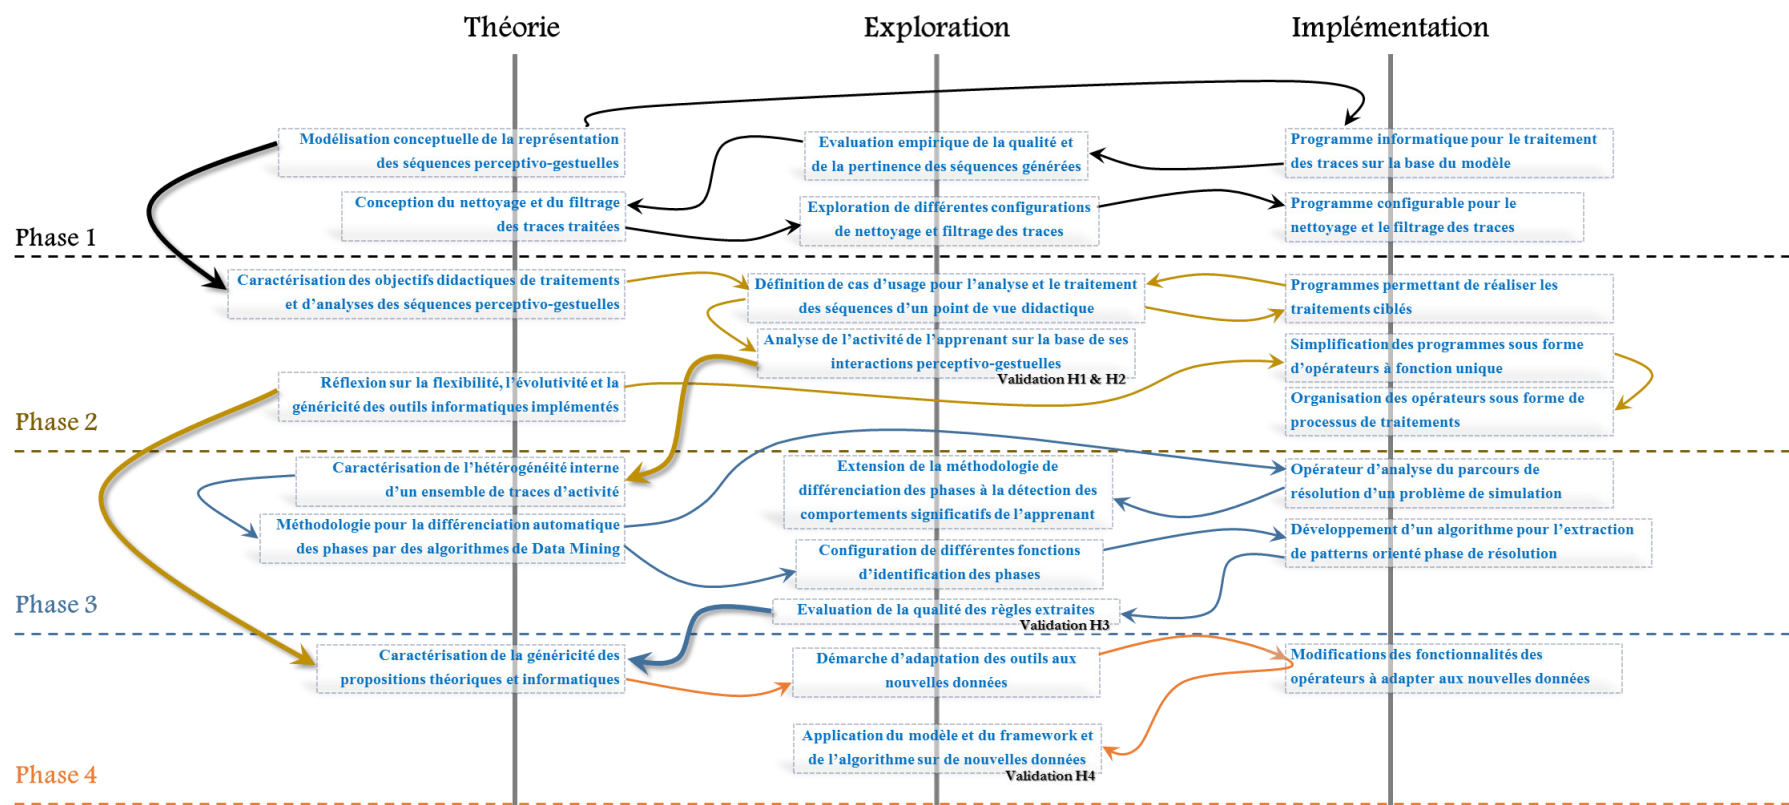 Théorie
Exploration
Implémentation
Modélisation conceptuelle de la représentation
des séquences perceptivo-gestuelles
Evaluation empirique de la qualité et
de la pertinence des séquences générées
Programme informatique pour le traitement
des traces sur la base du modèle
Conception du nettoyage et du filtrage
des traces traitées
Exploration de différentes configurations
de nettoyage et filtrage des traces
Programme configurable pour le
nettoyage et le filtrage des traces
Phase 1
Caractérisation des objectifs didactiques de traitements
et d’analyses des séquences perceptivo-gestuelles
Définition de cas d’usage pour l’analyse et le traitement
des séquences d’un point de vue didactique
Programmes permettant de réaliser les
traitements ciblés
Analyse de l’activité de l’apprenant sur la base de ses
interactions perceptivo-gestuelles
Validation H1 & H2
Simplification des programmes sous forme
d’opérateurs à fonction unique
Réflexion sur la flexibilité, l’évolutivité et la
généricité des outils informatiques implémentés
Organisation des opérateurs sous forme de
processus de traitements
Phase 2
Caractérisation de l’hétérogénéité interne
d’un ensemble de traces d’activité
Extension de la méthodologie de
différenciation des phases à la détection des
comportements significatifs de l’apprenant
Opérateur d’analyse du parcours de
résolution d’un problème de simulation
Méthodologie pour la différenciation automatique
des phases par des algorithmes de Data Mining
Configuration de différentes fonctions
d’identification des phases
Développement d’un algorithme pour l’extraction
de patterns orienté phase de résolution
Phase 3
Evaluation de la qualité des règles extraites
Validation H3
Caractérisation de la généricité des
propositions théoriques et informatiques
Démarche d’adaptation des outils aux
nouvelles données
Modifications des fonctionnalités des
opérateurs à adapter aux nouvelles données
Application du modèle et du framework et
de l’algorithme sur de nouvelles données
Validation H4
Phase 4